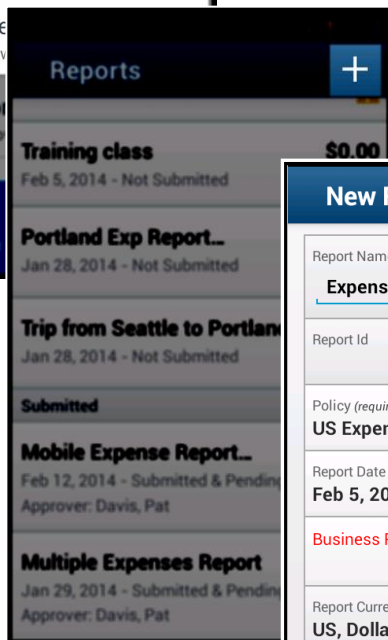 Reports
+
Training class $0.00
Feb 5, 2014 - Not Submitted
Portland Exp Report...
Jan 28, 2014 - Not Submitted
Trip from Seattle to Portlan
Jan 28, 2014 - Not Submitted
Submitted
Mobile Expense Report...
Feb 12, 2014 - Submitted & Pending
Approver: Davis, Pat
Multiple Expenses Report
Jan 29, 2014 - Submitted & Pending
Approver: Davis, Pat
New
Report Name
Expens
Report Id
Policy (requir
US Expen
Report Date
Feb 5, 20
Business
Report Curre
US, Dolla